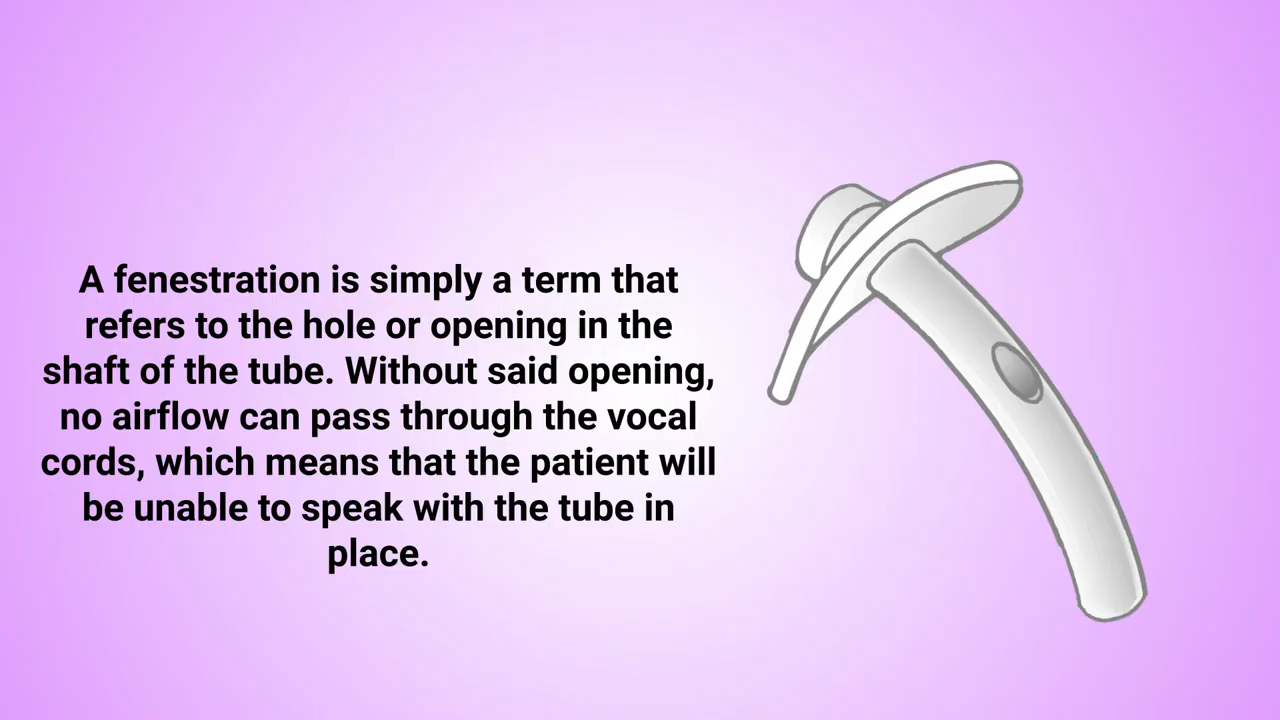 A fenestration is simply a term that
refers to the hole or opening in the
shaft of the tube. Without said opening,
no airflow can pass through the vocal
cords, which means that the patient will
be unable to speak with the tube in
place.